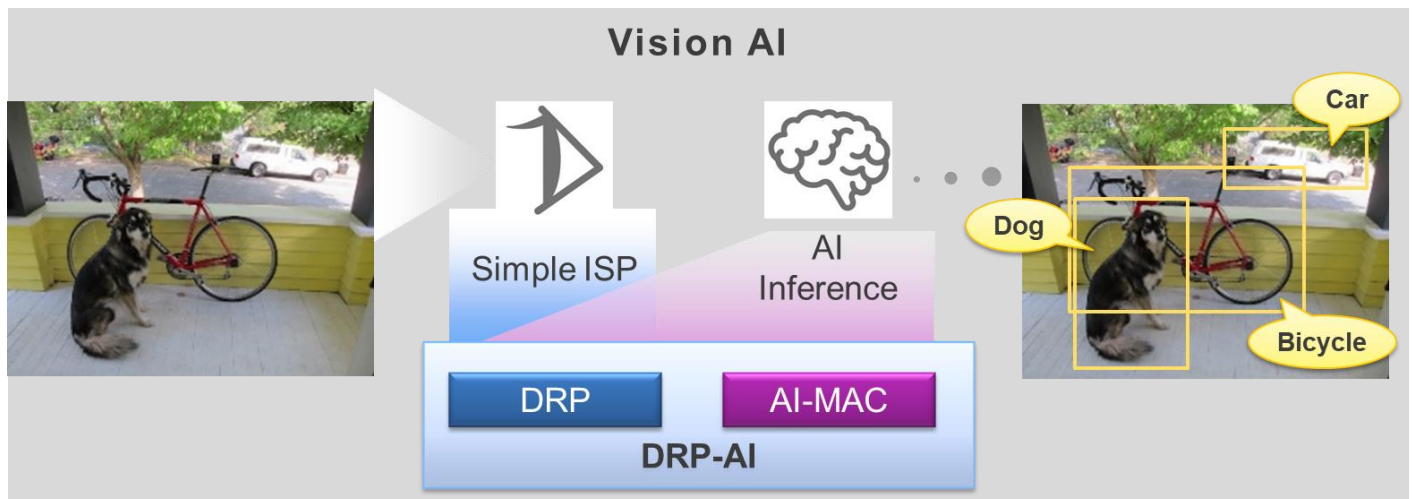 Vision AI
Car
Dog
Simple ISP
AI
Inference
Bicycle
DRP
AI-MAC
DRP-AI